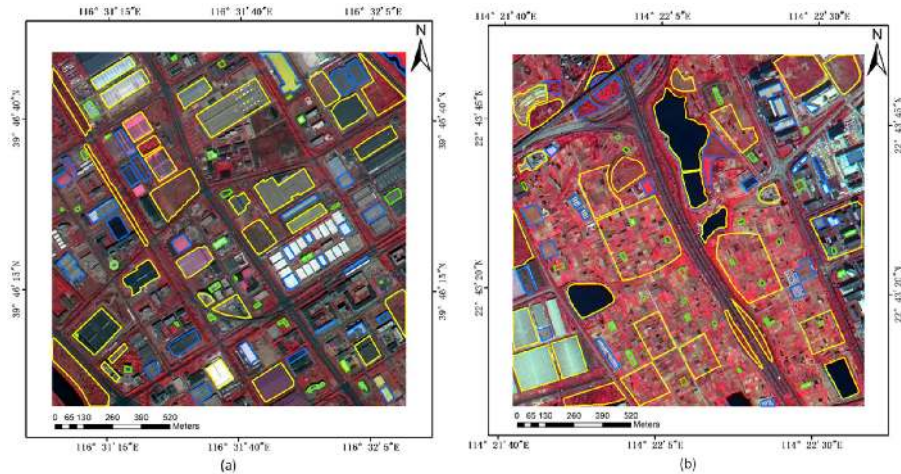 116° 31′15″E 116° 31′40″E 116° 32′5″E
N
39° 46′40″N 39° 46′40″N
39° 46′15″N 39° 46′15″N
0 65 130 260 390 520
Meters
116° 31′15″E 116° 31′40″E 116° 32′5″E
(a)
114° 21′40″E 114° 22′5″E 114° 22′30″E
N
22° 43′45″N 22° 43′45″N
22° 43′20″N 22° 43′20″N
0 65 130 260 390 520
Meters
114° 21′40″E 114° 22′5″E 114° 22′30″E
(b)